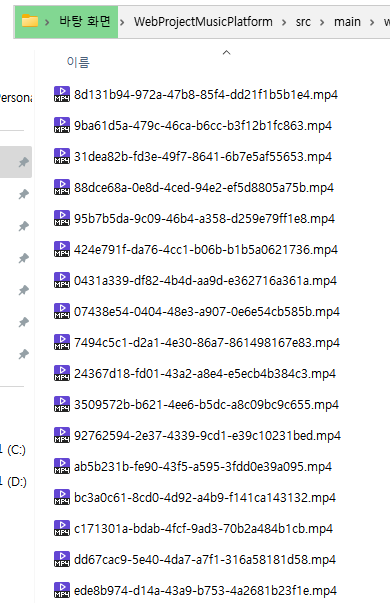 바탕 화면 > WebProjectMusicPlatform > src > main > w
이름
Persona
8d131b94-972a-47b8-85f4-dd21f1b5b1e4.mp4
9ba61d5a-479c-46ca-b6cc-b3f12b1fc863.mp4
31dea82b-fd3e-49f7-8641-6b7e5af55653.mp4
88dce68a-0e8d-4ced-94e2-ef5d8805a75b.mp4
95b7b5da-9c09-46b4-a358-d259e79ff1e8.mp4
424e791f-da76-4cc1-b06b-b1b5a0621736.mp4
0431a339-df82-4b4d-aa9d-e362716a361a.mp4
07438e54-0404-48e3-a907-0e6e54cb585b.mp4
7494c5c1-d2a1-4e30-86a7-861498167e83.mp4
24367d18-fd01-43a2-a8e4-e5ecb4b384c3.mp4
3509572b-b621-4ee6-b5dc-a8c09bc9c655.mp4
92762594-2e37-4339-9cd1-e39c10231bed.mp4
(C:)
ab5b231b-fe90-43f5-a595-3fdd0e39a095.mp4
(D:)
bc3a0c61-8cd0-4d92-a4b9-f141ca143132.mp4
c171301a-bdab-4fcf-9ad3-70b2a484b1cb.mp4
dd67cac9-5e40-4da7-a7f1-316a58181d58.mp4
ede8b974-d14a-43a9-b753-4a2681b23f1e.mp4